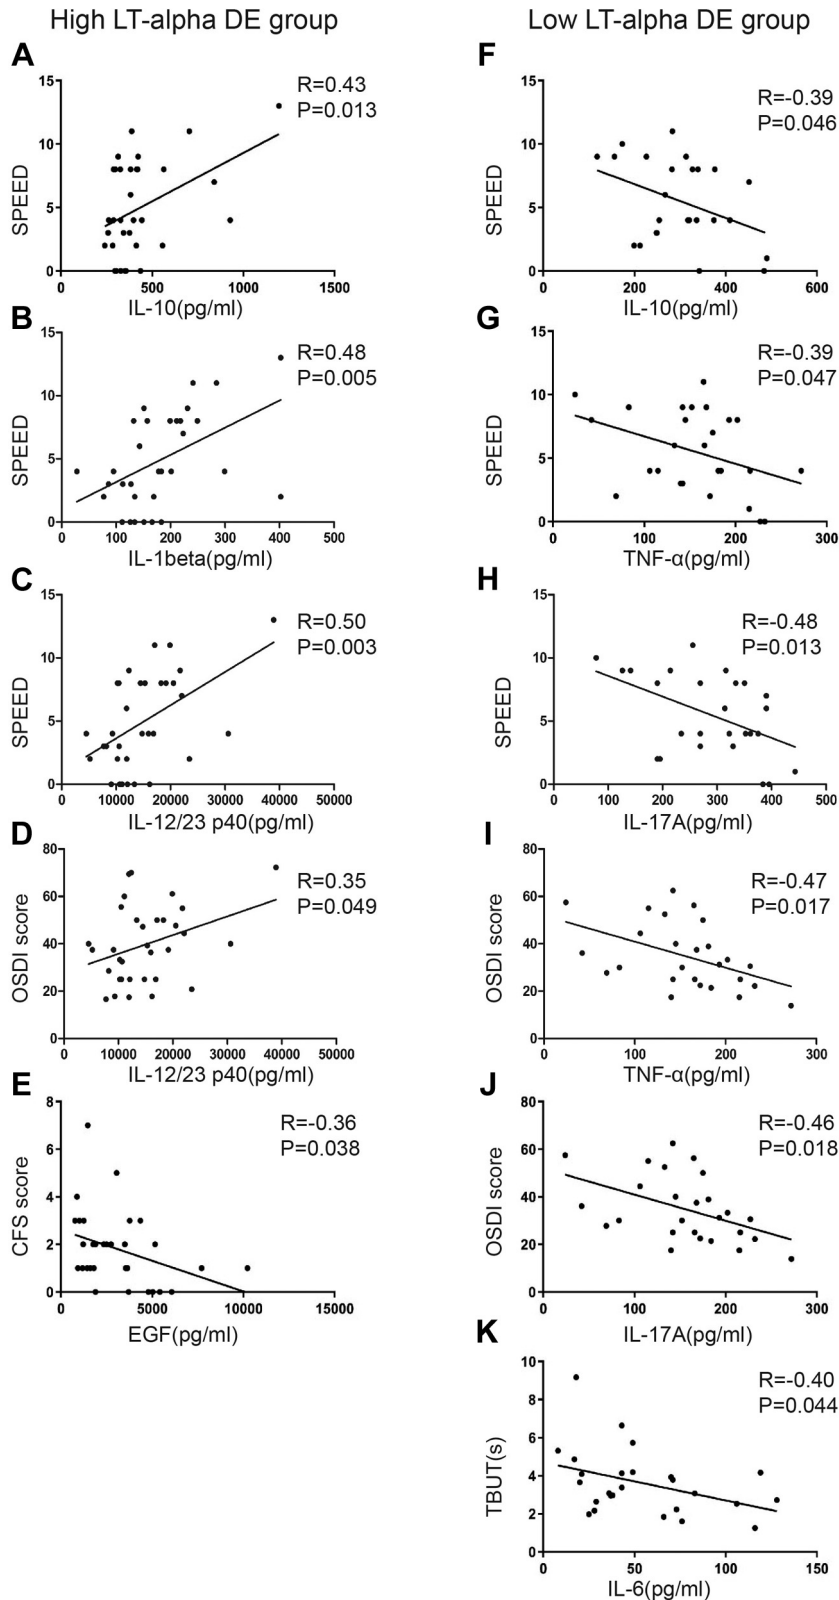 High LT-alpha DE group
Low LT-alpha DE group
A
R=0.43
P=0.013
15
10
5
0
SPEED
0 500 1000 1500
IL-10(pg/ml)
F
R=-0.39
P=0.046
15
10
5
0
SPEED
0 200 400 600
IL-10(pg/ml)
B
R=0.48
P=0.005
15
10
5
0
SPEED
0 100 200 300 400 500
IL-1beta(pg/ml)
G
R=-0.39
P=0.047
15
10
5
0
SPEED
0 100 200 300
TNF-α(pg/ml)
C
R=0.50
P=0.003
15
10
5
0
SPEED
0 10000 20000 30000 40000 50000
IL-12/23 p40(pg/ml)
H
R=-0.48
P=0.013
15
10
5
0
SPEED
0 100 200 300 400 500
IL-17A(pg/ml)
D
R=0.35
P=0.049
80
60
40
20
0
OSDI score
0 10000 20000 30000 40000 50000
IL-12/23 p40(pg/ml)
I
R=-0.47
P=0.017
80
60
40
20
0
OSDI score
0 100 200 300
TNF-α(pg/ml)
E
R=-0.36
P=0.038
8
6
4
2
0
CFS score
0 5000 10000 15000
EGF(pg/ml)
J
R=-0.46
P=0.018
80
60
40
20
0
OSDI score
0 100 200 300
IL-17A(pg/ml)
K
R=-0.40
P=0.044
10
8
6
4
2
0
TBUT(s)
0 50 100 150
IL-6(pg/ml)